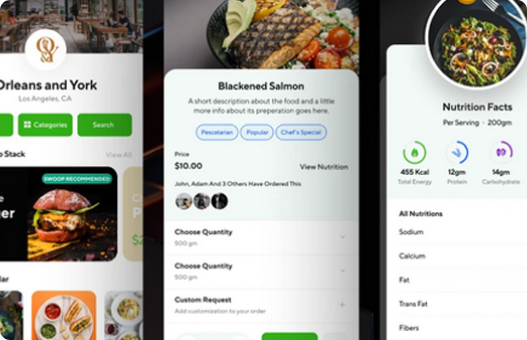 Orleans and York
Los Angeles, CA
Categories
Search
Stack
View All
SWOOP RECOMMENDED
Blackened Salmon
A short description about the food and a little
more info about its preperation goes here.
Pescetarian
Popular
Chef's Special
Price
$10.00
View Nutrition
John, Adam And 3 Others Have Ordered This
Choose Quantity
500 gm
Choose Quantity
500 gm
Custom Request
Add customization to your order
Nutrition Facts
Per Serving · 200gm
455 Kcal
12gm
14gm
Total Energy
Protein
Carbohydrate
All Nutritions
Sodium
Calcium
Fat
Trans Fat
Fibers